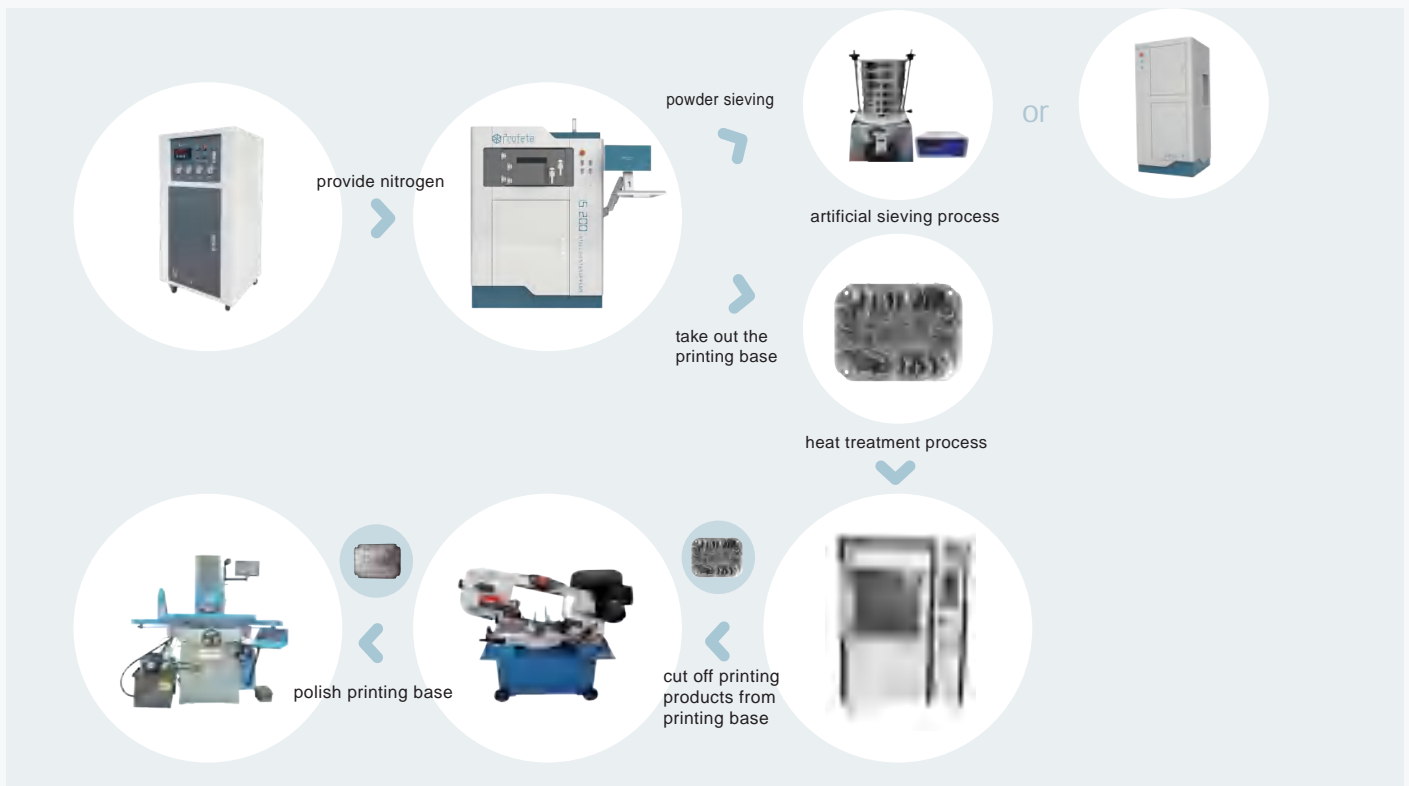 powder sieving
or
provide nitrogen
Profeta
artificial sieving process
take out the
printing base
heat treatment process
polish printing base
cut off printing
products from
printing base